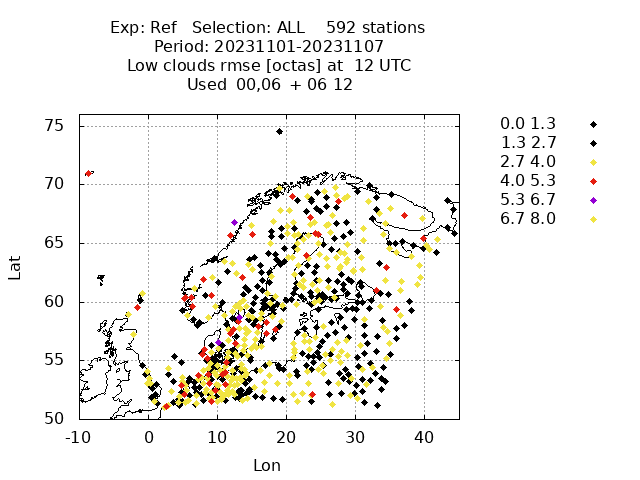 Exp: Ref   Selection: ALL    592 stations
Period: 20231101-20231107
Low clouds rmse [octas] at  12 UTC
Used  00,06  + 06 12
75
70
65
60
55
50
-10 0 10 20 30 40
Lat
Lon
0.0 1.3
1.3 2.7
2.7 4.0
4.0 5.3
5.3 6.7
6.7 8.0